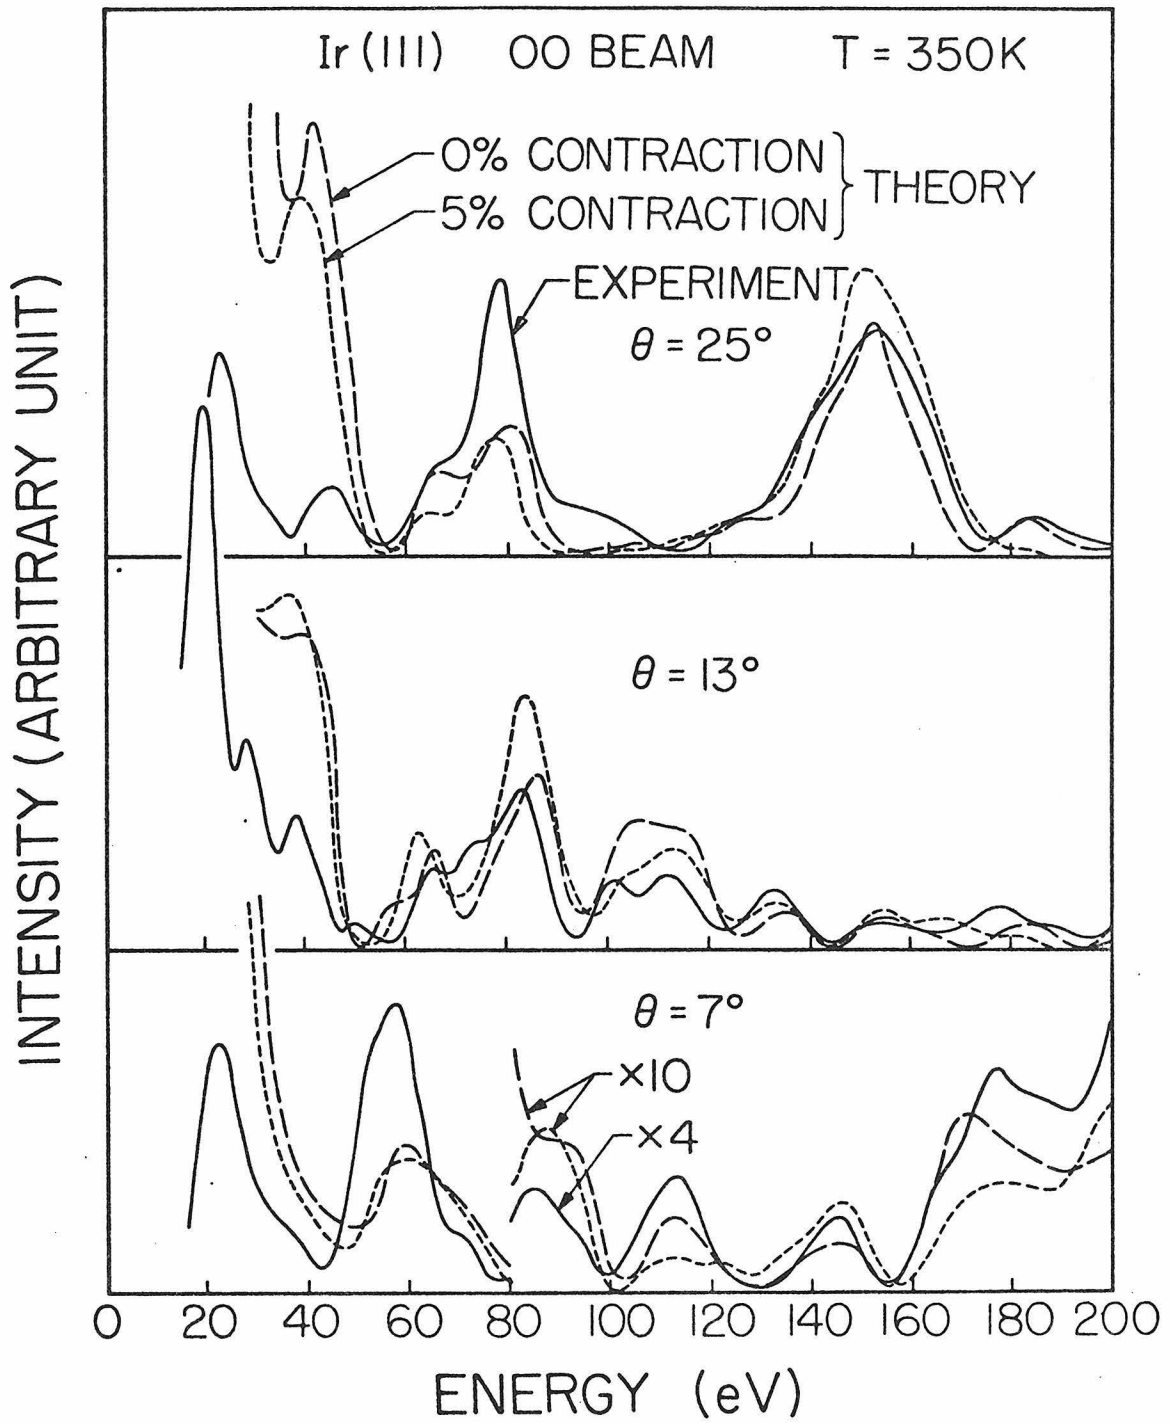 Ir (111) 00 BEAM T = 350K
0% CONTRACTION
5% CONTRACTION
THEORY
EXPERIMENT
θ = 25°
θ = 13°
θ = 7°
×10
×4
0 20 40 60 80 100 120 140 160 180 200
ENERGY (eV)
INTENSITY (ARBITRARY UNIT)